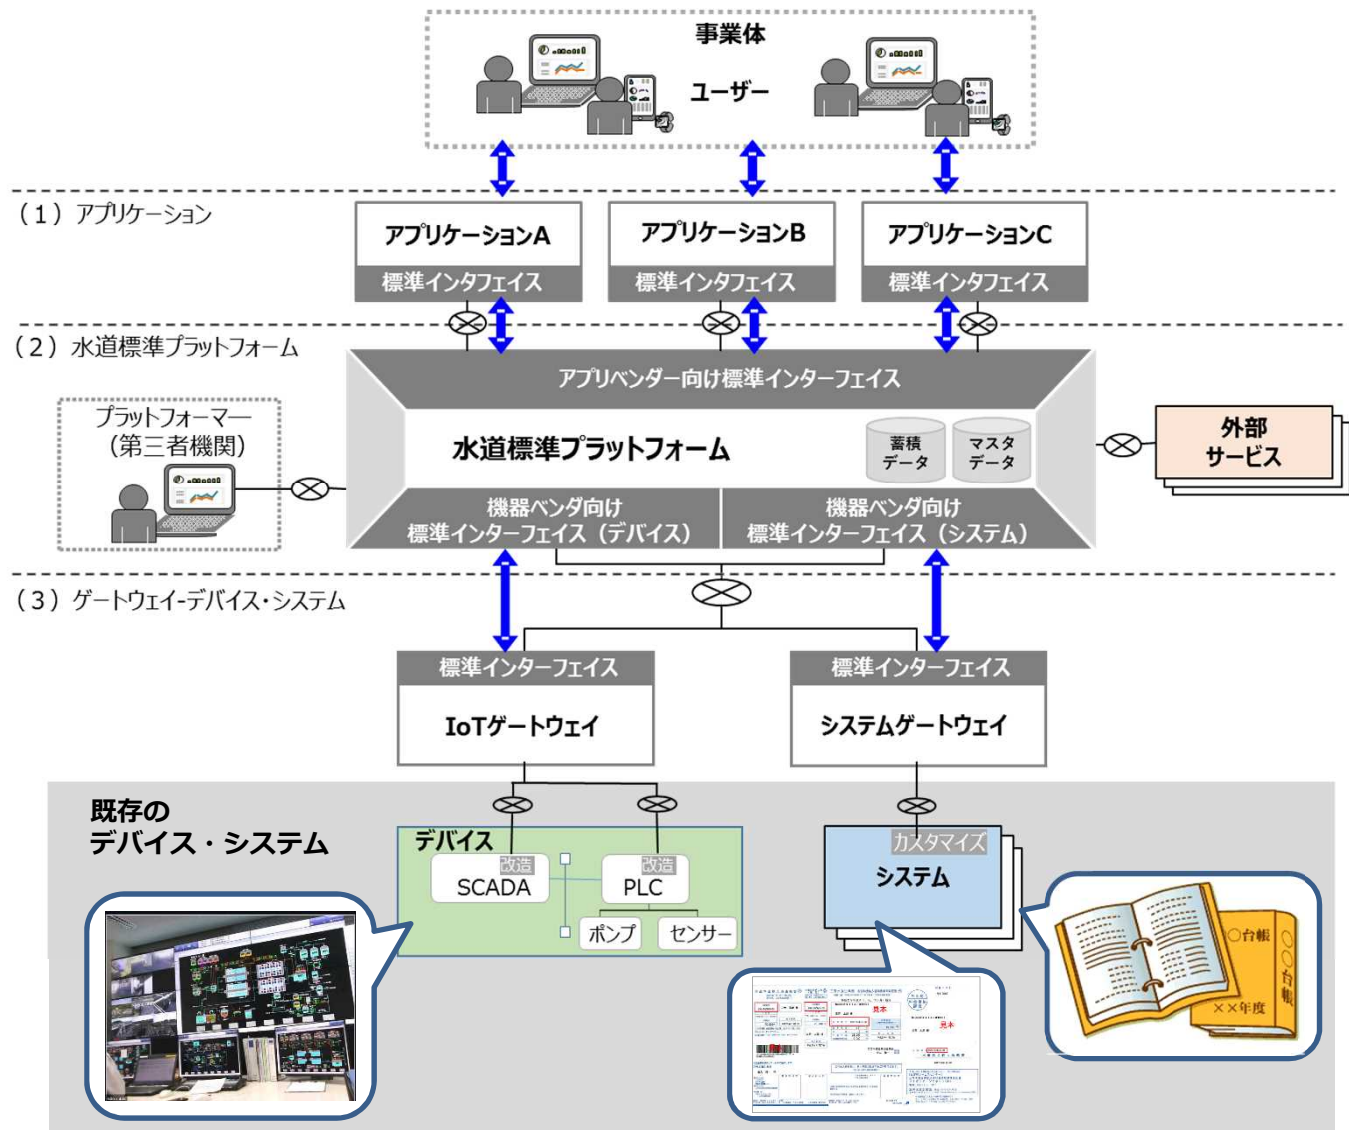 事業体
ユーザー
（１）アプリケーション
アプリケーションA
標準インタフェイス
アプリケーションB
標準インタフェイス
アプリケーションC
標準インタフェイス
（２）水道標準プラットフォーム
アプリベンダー向け標準インターフェイス
プラットフォーマー
（第三者機関）
水道標準プラットフォーム
蓄積
データ
マスタ
データ
外部
サービス
機器ベンダ向け
標準インターフェイス（デバイス）
機器ベンダ向け
標準インターフェイス（システム）
（３）ゲートウェイ-デバイス・システム
標準インターフェイス
IoTゲートウェイ
標準インターフェイス
システムゲートウェイ
既存の
デバイス・システム
デバイス
改造
SCADA
改造
PLC
ポンプ
センサー
カスタマイズ
システム
〇台帳
〇〇台帳
××年度
見本
見本